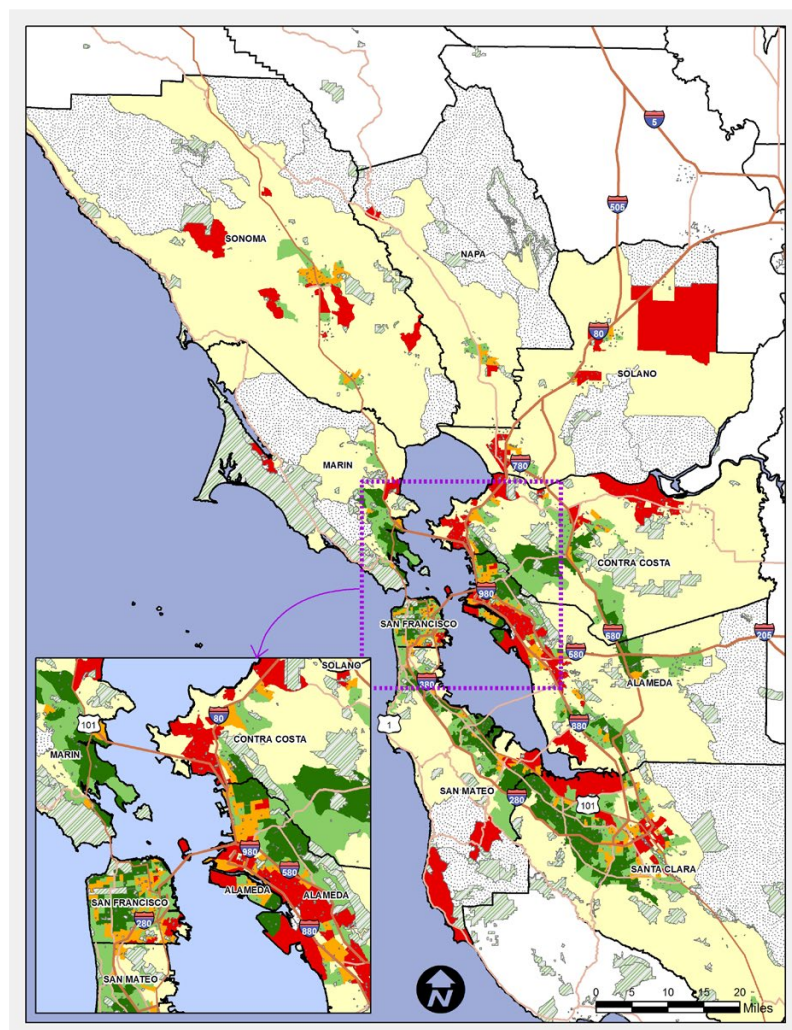 5
505
SONOMA
NAPA
80
SOLANO
MARIN
780
CONTRA COSTA
980
SAN FRANCISCO
680
205
580
ALAMEDA
380
1
880
SAN MATEO
280
101
SANTA CLARA
SOLANO
80
101
CONTRA COSTA
MARIN
980
580
ALAMEDA
ALAMEDA
SAN FRANCISCO
280
880
SAN MATEO
N
0 5 10 15 20
Miles